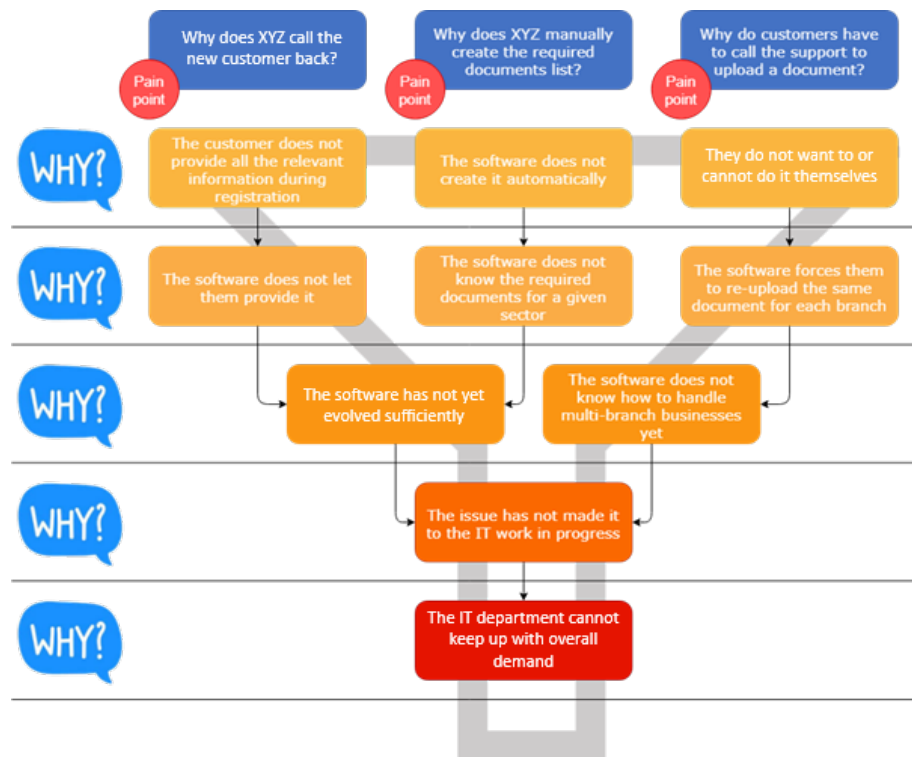 Why does XYZ call the
new customer back?
Pain
point
Why does XYZ manually
create the required
documents list?
Pain
point
Why do customers have
to call the support to
upload a document?
Pain
point
WHY?
The customer does not
provide all the relevant
information during
registration
The software does not
create it automatically
They do not want to or
cannot do it themselves
WHY?
The software does not let
them provide it
The software does not
know the required
documents for a given
sector
The software forces them
to re-upload the same
document for each branch
WHY?
The software has not yet
evolved sufficiently
The software does not
know how to handle
multi-branch businesses
yet
WHY?
The issue has not made it
to the IT work in progress
WHY?
The IT department cannot
keep up with overall
demand